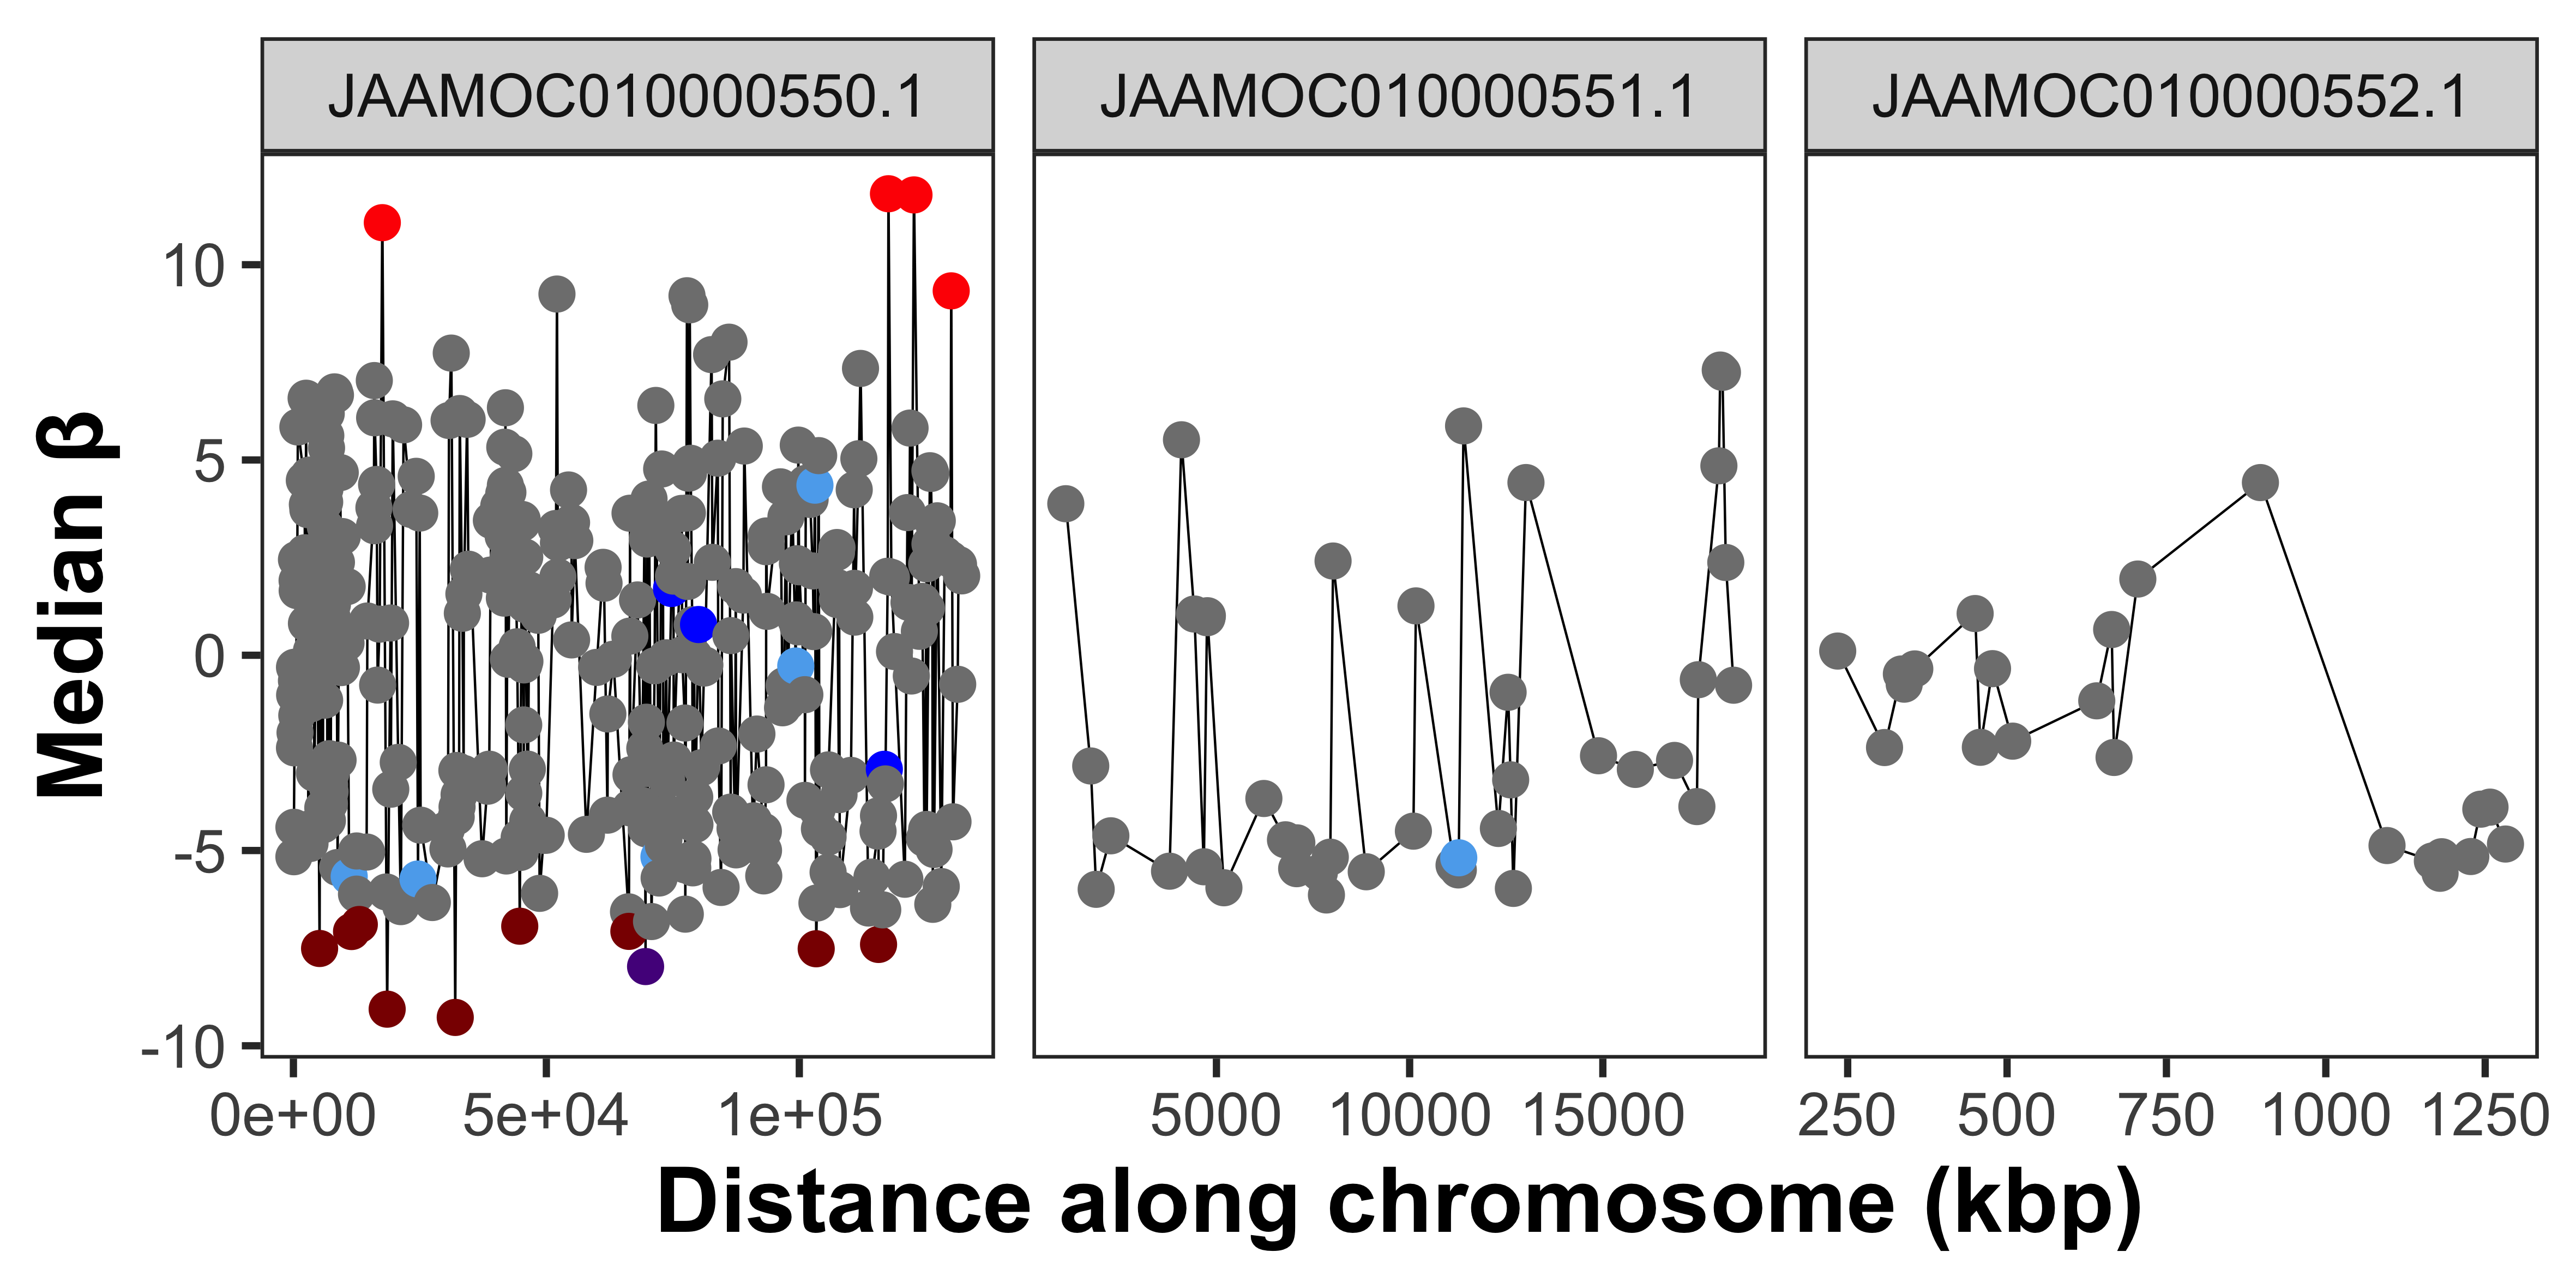 JAAMOC010000550.1 JAAMOC010000551.1 JAAMOC010000552.1
Median β
10
5
0
-5
-10
0e+00 5e+04 1e+05 5000 10000 15000 250 500 750 1000 1250
Distance along chromosome (kbp)